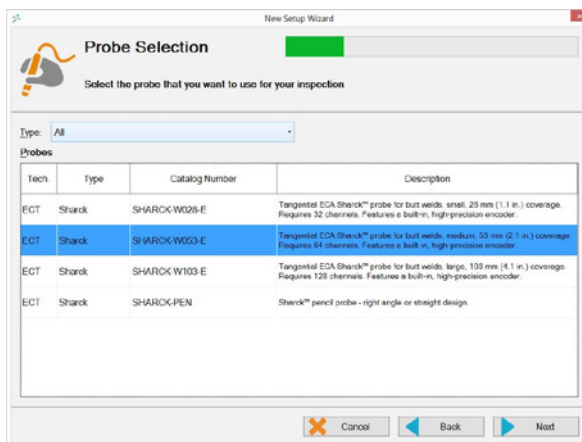 New Setup Wizard
Probe Selection
Select the probe that you want to use for your inspection
Type: All
Probes
Tech. Type Catalog Number Description
ECT Sharck SHARCK-W028-E Tangential ECA Sharck™ probe for butt welds, small, 28 mm (1.1 in.) coverage.
Requires 32 channels. Features a built-in, high-precision encoder.
ECT Sharck SHARCK-W053-E Tangential ECA Sharck™ probe for butt welds, medium, 53 mm (2.1 in.) coverage.
Requires 64 channels. Features a built-in, high-precision encoder.
ECT Sharck SHARCK-W103-E Tangential ECA Sharck™ probe for butt welds, large, 103 mm (4.1 in.) coverage.
Requires 128 channels. Features a built-in, high-precision encoder.
ECT Sharck SHARCK-PEN Sharck™ pencil probe - right angle or straight design.
Cancel Back Next